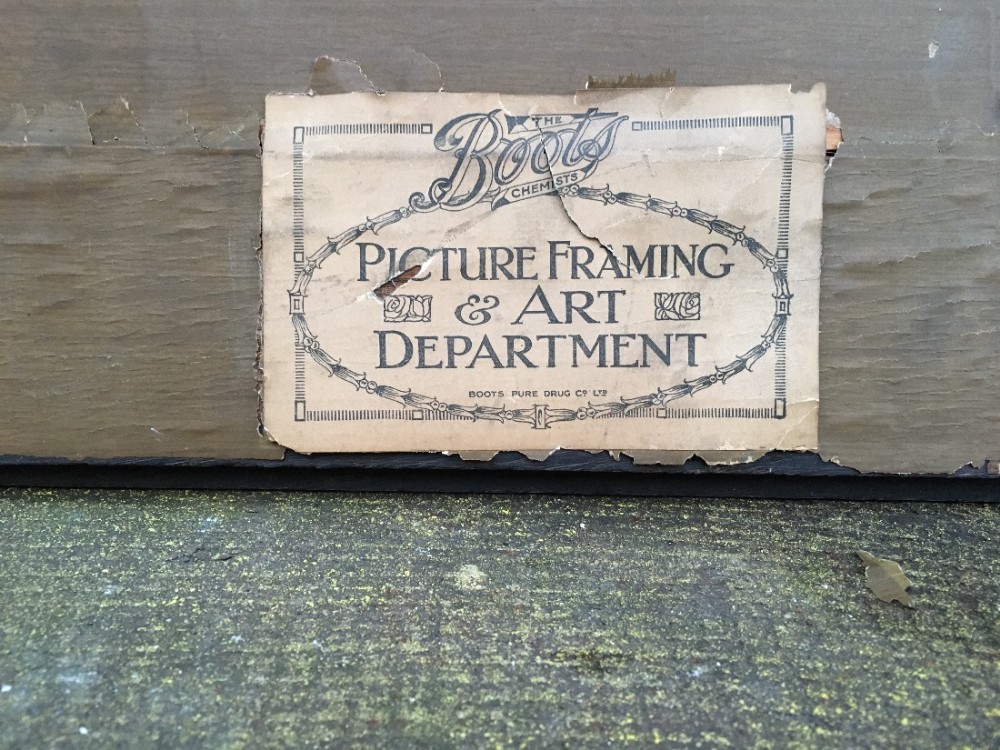 THE
Boots
CHEMISTS
PICTURE FRAMING
& ART
DEPARTMENT
BOOTS PURE DRUG CO LTD